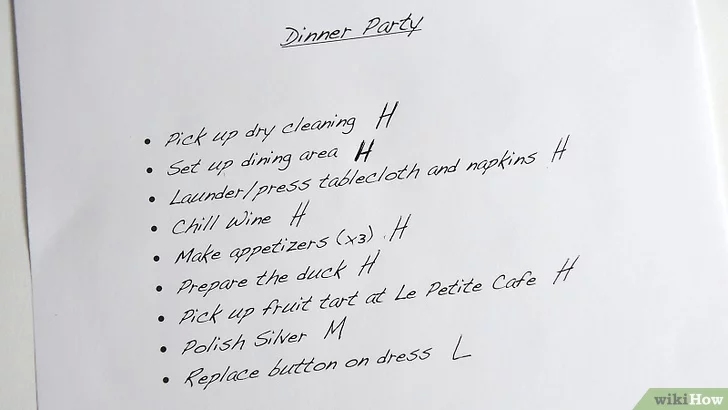 Dinner Party
• Pick up dry cleaning H
• Set up dining area H
• Launder/press tablecloth and napkins H
• Chill Wine H
• Make appetizers (x3) H
• Prepare the duck H
• Pick up fruit tart at Le Petite Cafe H
• Polish Silver M
• Replace button on dress L
wikiHow